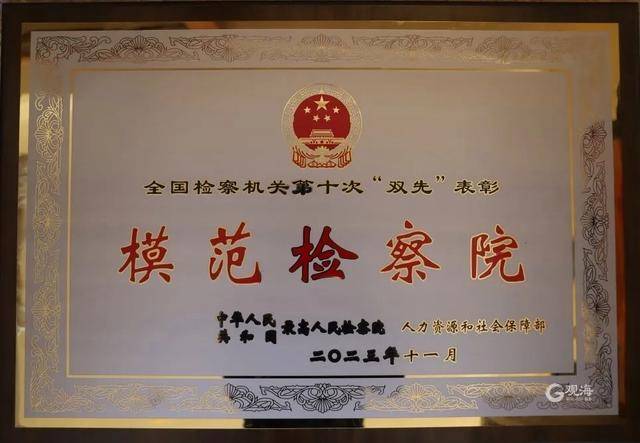 全国检察机关第十次“双先”表彰
模范检察院
中华人民共和国最高人民检察院 人力资源和社会保障部
二〇二三年十一月
观海